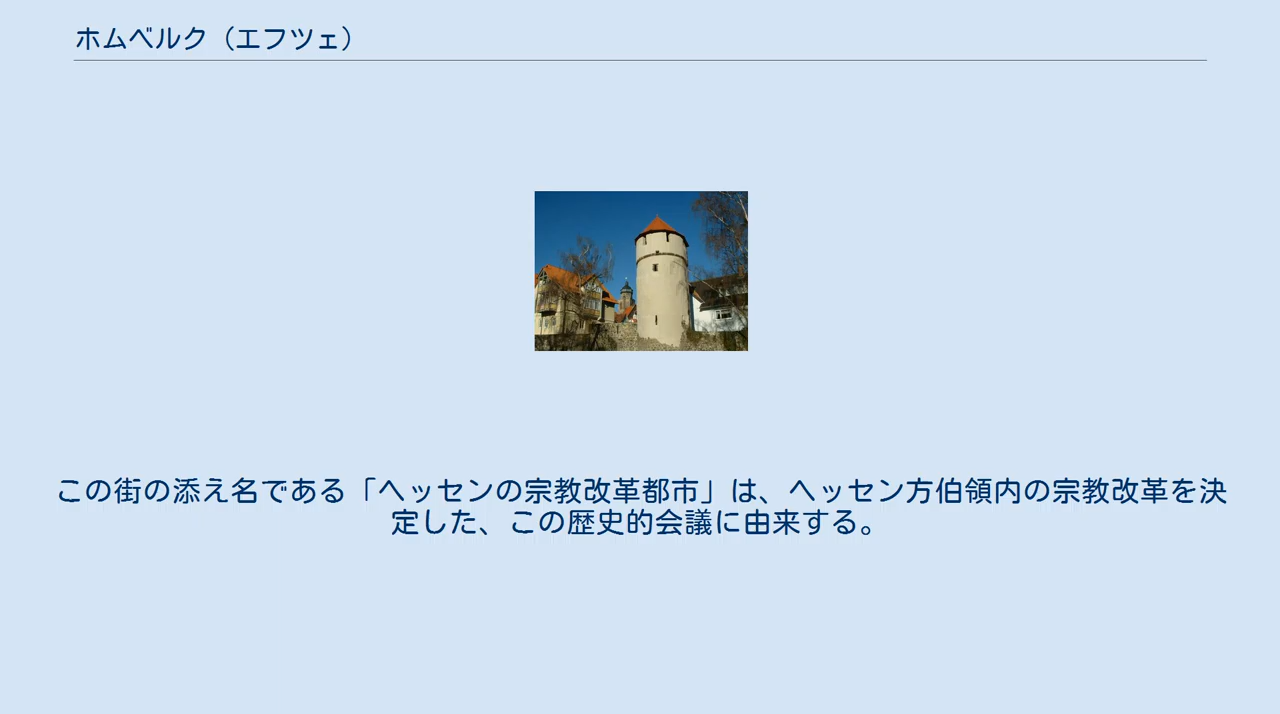 ホムベルク（エフツェ）
この街の添え名である「ヘッセンの宗教改革都市」は、ヘッセン方伯領内の宗教改革を決
定した、この歴史的会議に由来する。